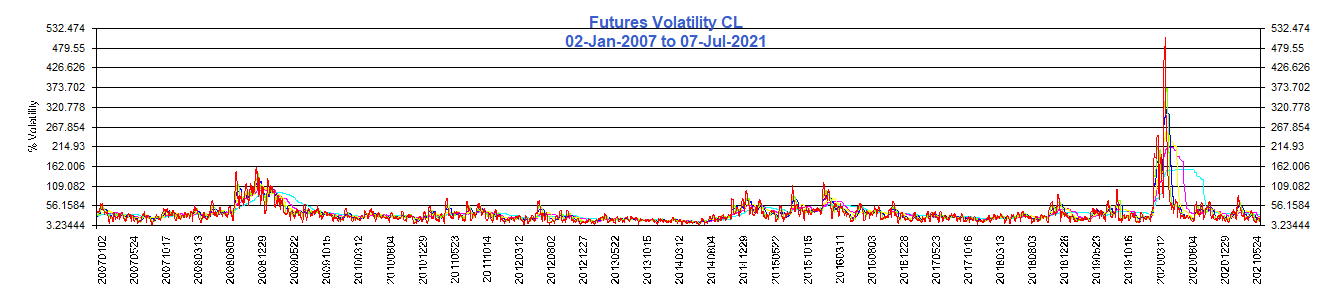 Futures Volatility CL
02-Jan-2007 to 07-Jul-2021
532.474 532.474
479.55 479.55
426.626 426.626
373.702 373.702
320.778 320.778
267.854 267.854
214.93 214.93
162.006 162.006
109.082 109.082
56.1584 56.1584
3.23444 3.23444
% Volatility
20070102 20070524 20071017 20080313 20080805 20081229 20090522 20091015 20100312 20100804 20101229 20110523 20111014 20120312 20120802 20121227 20130522 20131015 20140312 20140804 20141229 20150522 20151015 20160311 20160803 20161228 20170523 20171016 20180313 20180803 20181228 20190523 20191016 20200312 20200804 20201229 20210524